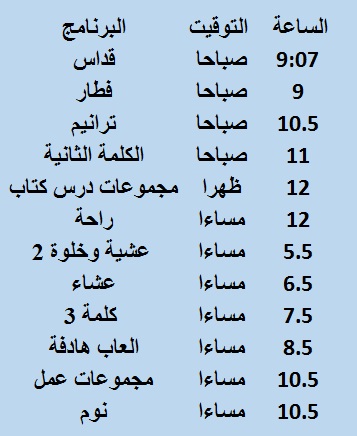 الساعة التوقيت البرنامج
9:07 صباحا قداس
9 صباحا فطار
10.5 صباحا ترانيم
11 صباحا الكلمة الثانية
12 ظهرا مجموعات درس كتاب
12 مساءا راحة
5.5 مساءا عشية وخلوة 2
6.5 مساءا عشاء
7.5 مساءا كلمة 3
8.5 مساءا العاب هادفة
10.5 مساءا مجموعات عمل
10.5 مساءا نوم